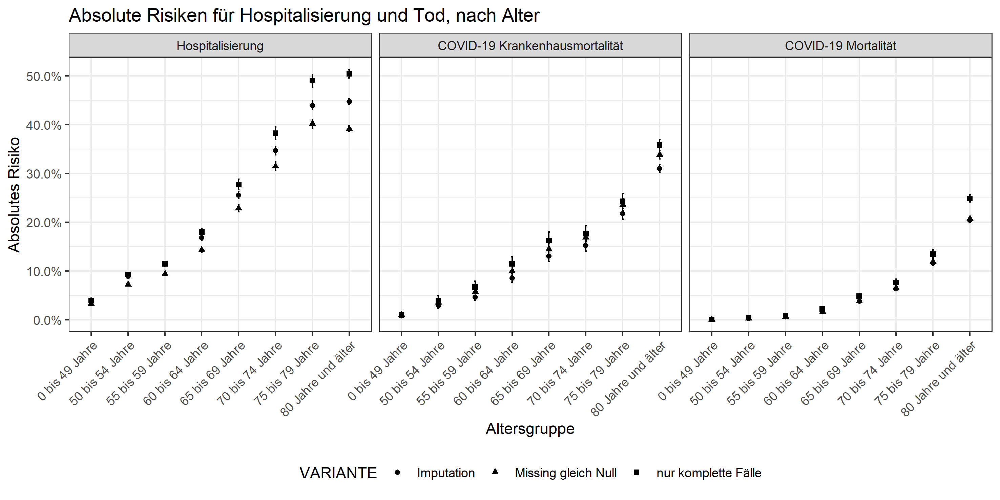 Absolute Risiken für Hospitalisierung und Tod, nach Alter
Hospitalisierung
COVID-19 Krankenhausmortalität
COVID-19 Mortalität
Absolutes Risiko
50.0%
40.0%
30.0%
20.0%
10.0%
0.0%
0 bis 49 Jahre
50 bis 54 Jahre
55 bis 59 Jahre
60 bis 64 Jahre
65 bis 69 Jahre
70 bis 74 Jahre
75 bis 79 Jahre
80 Jahre und älter
0 bis 49 Jahre
50 bis 54 Jahre
55 bis 59 Jahre
60 bis 64 Jahre
65 bis 69 Jahre
70 bis 74 Jahre
75 bis 79 Jahre
80 Jahre und älter
0 bis 49 Jahre
50 bis 54 Jahre
55 bis 59 Jahre
60 bis 64 Jahre
65 bis 69 Jahre
70 bis 74 Jahre
75 bis 79 Jahre
80 Jahre und älter
Altersgruppe
VARIANTE Imputation Missing gleich Null nur komplette Fälle